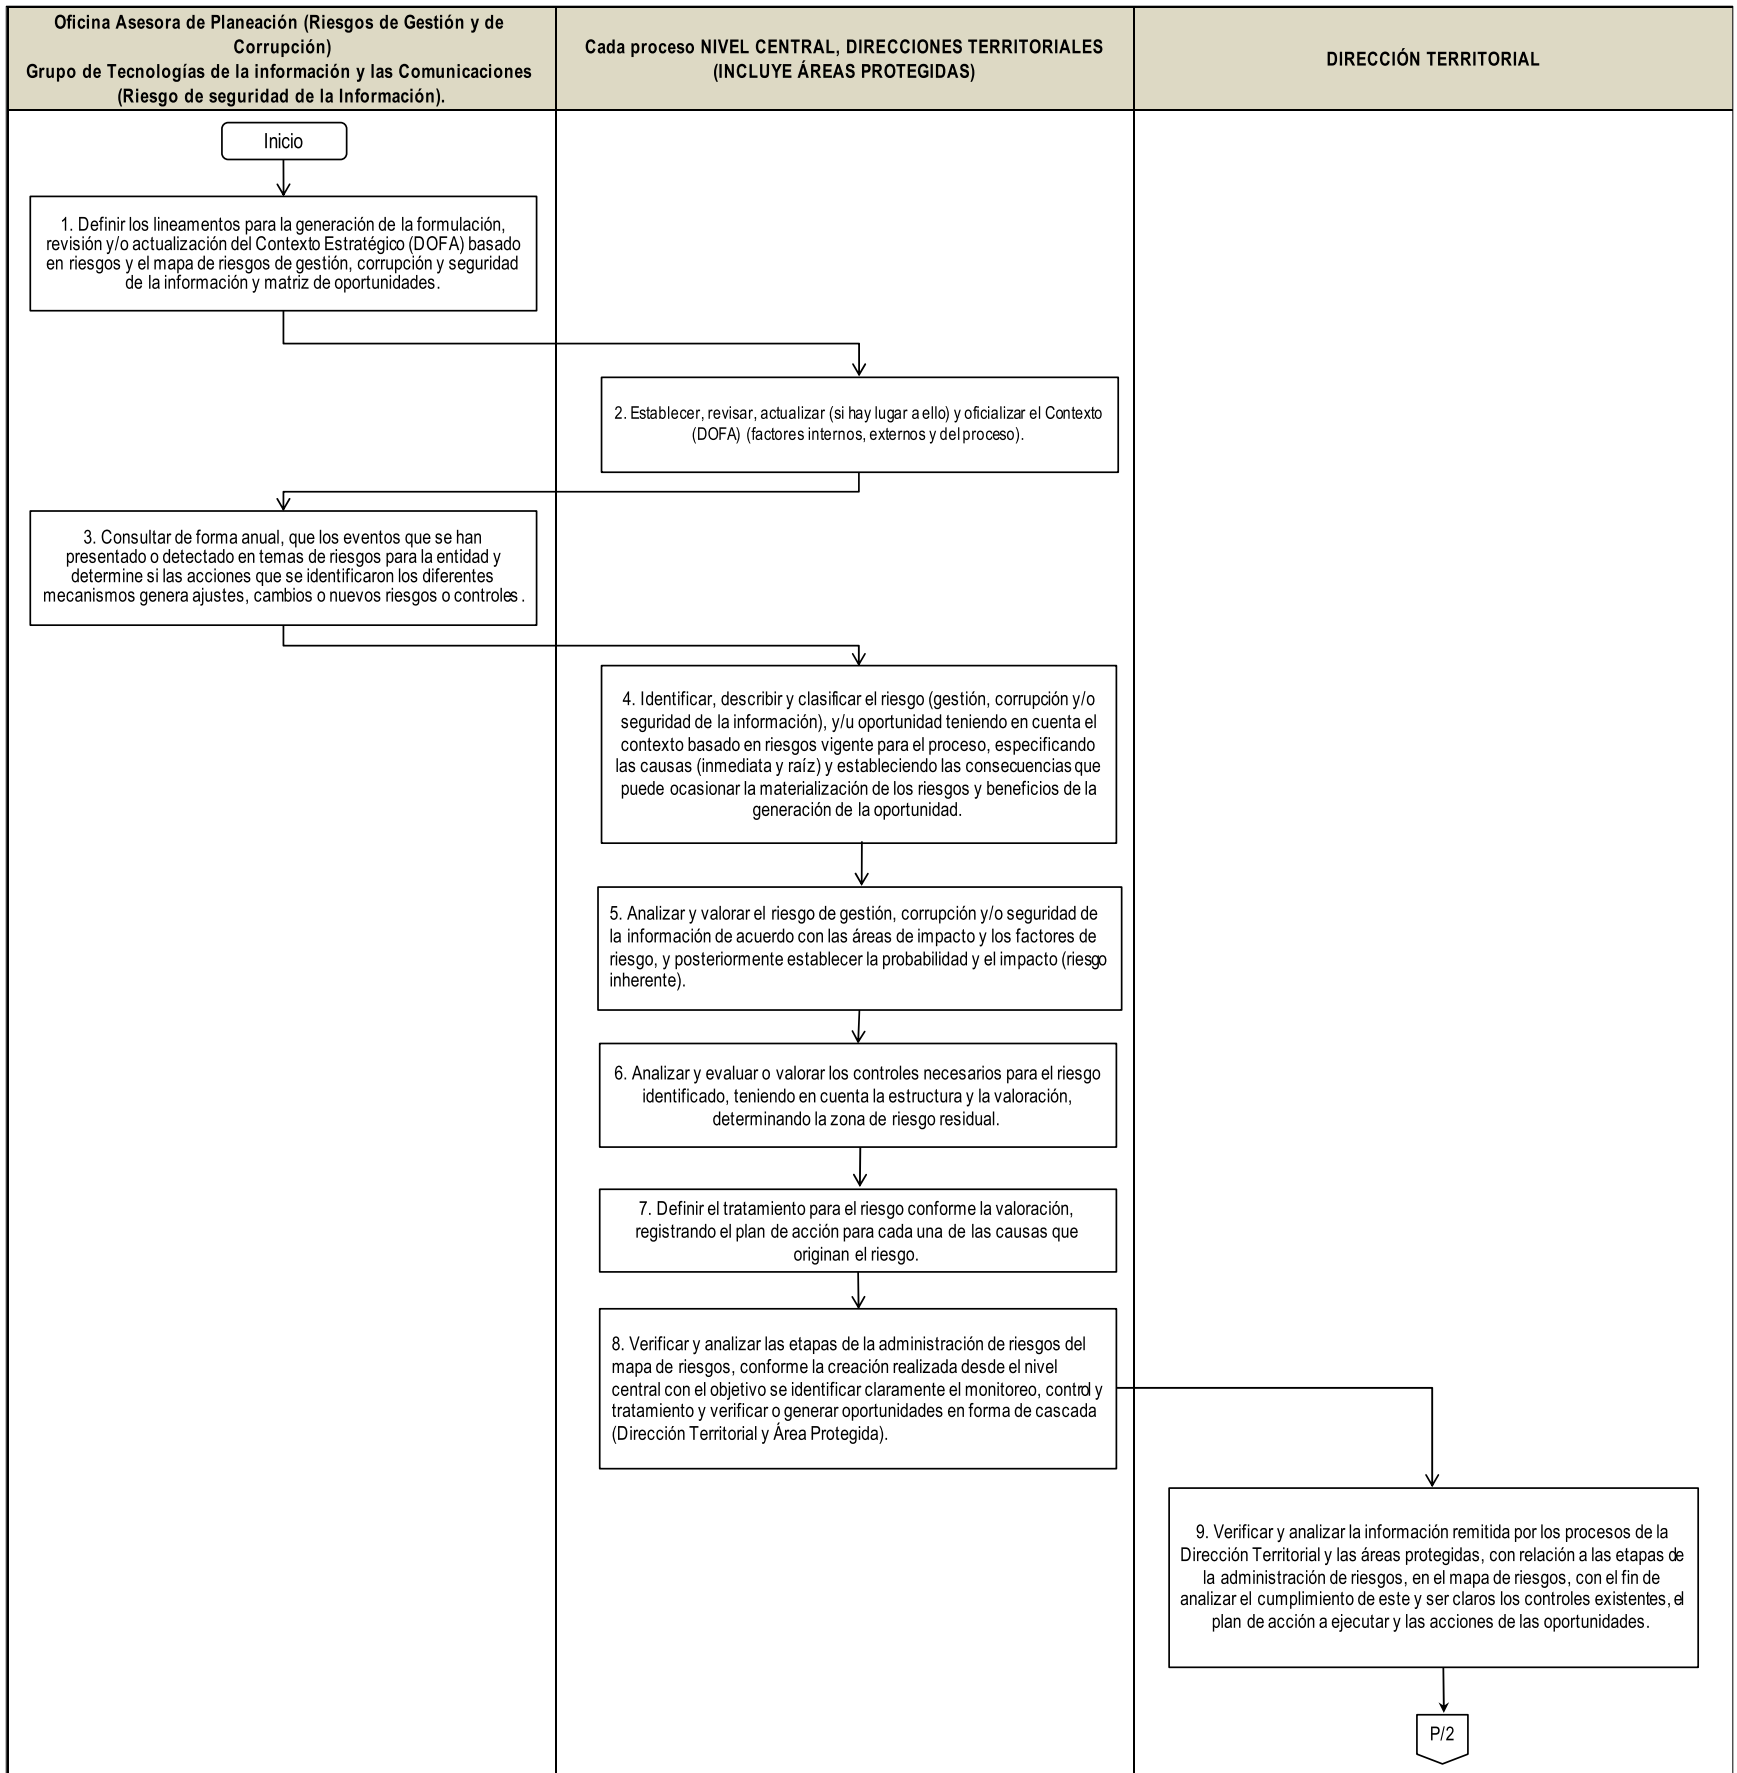 Oficina Asesora de Planeación (Riesgos de Gestión y de
Corrupción)
Grupo de Tecnologías de la información y las Comunicaciones
(Riesgo de seguridad de la Información).
Cada proceso NIVEL CENTRAL, DIRECCIONES TERRITORIALES
(INCLUYE ÁREAS PROTEGIDAS)
DIRECCIÓN TERRITORIAL
Inicio
1. Definir los lineamentos para la generación de la formulación,
revisión y/o actualización del Contexto Estratégico (DOFA) basado
en riesgos y el mapa de riesgos de gestión, corrupción y seguridad
de la información y matriz de oportunidades.
2. Establecer, revisar, actualizar (si hay lugar a ello) y oficializar el Contexto
(DOFA) (factores internos, externos y del proceso).
3. Consultar de forma anual, que los eventos que se han
presentado o detectado en temas de riesgos para la entidad y
determine si las acciones que se identificaron los diferentes
mecanismos genera ajustes, cambios o nuevos riesgos o controles.
4. Identificar, describir y clasificar el riesgo (gestión, corrupción y/o
seguridad de la información), y/u oportunidad teniendo en cuenta el
contexto basado en riesgos vigente para el proceso, especificando
las causas (inmediata y raíz) y estableciendo las consecuencias que
puede ocasionar la materialización de los riesgos y beneficios de la
generación de la oportunidad.
5. Analizar y valorar el riesgo de gestión, corrupción y/o seguridad de
la información de acuerdo con las áreas de impacto y los factores de
riesgo, y posteriormente establecer la probabilidad y el impacto (riesgo
inherente).
6. Analizar y evaluar o valorar los controles necesarios para el riesgo
identificado, teniendo en cuenta la estructura y la valoración,
determinando la zona de riesgo residual.
7. Definir el tratamiento para el riesgo conforme la valoración,
registrando el plan de acción para cada una de las causas que
originan el riesgo.
8. Verificar y analizar las etapas de la administración de riesgos del
mapa de riesgos, conforme la creación realizada desde el nivel
central con el objetivo se identificar claramente el monitoreo, control y
tratamiento y verificar o generar oportunidades en forma de cascada
(Dirección Territorial y Área Protegida).
9. Verificar y analizar la información remitida por los procesos de la
Dirección Territorial y las áreas protegidas, con relación a las etapas de
la administración de riesgos, en el mapa de riesgos, con el fin de
analizar el cumplimiento de este y ser claros los controles existentes, el
plan de acción a ejecutar y las acciones de las oportunidades.
P/2